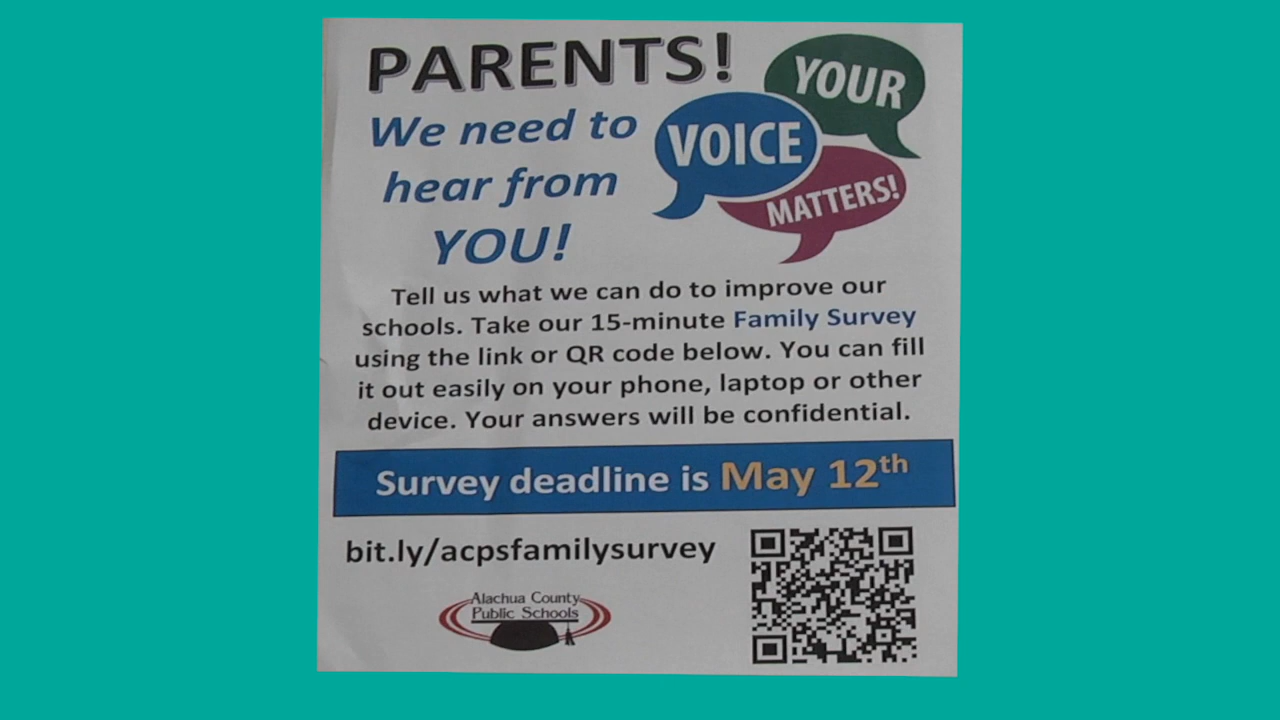 PARENTS!
We need to
hear from
YOU!
YOUR
VOICE
MATTERS!
Tell us what we can do to improve our
schools. Take our 15-minute Family Survey
using the link or QR code below. You can fill
it out easily on your phone, laptop or other
device. Your answers will be confidential.
Survey deadline is May 12th
bit.ly/acpsfamilysurvey
Alachua County
Public Schools